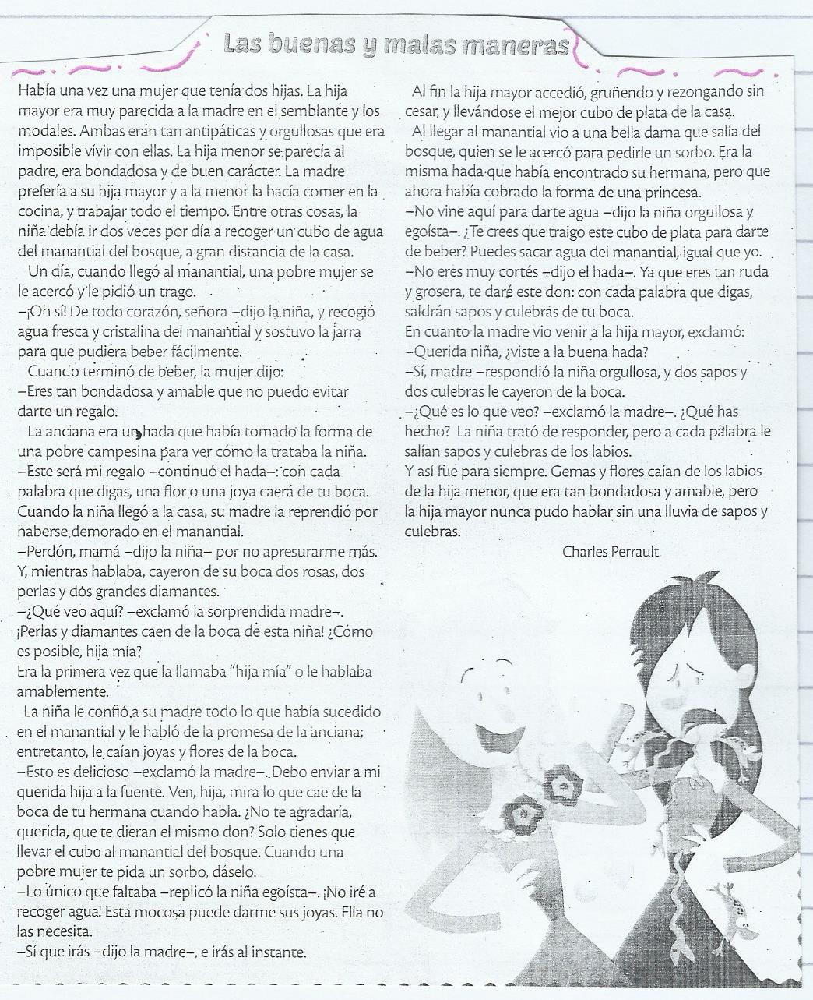 Las buenas y malas maneras
Había una vez una mujer que tenía dos hijas. La hija
mayor era muy parecida a la madre en el semblante y los
modales. Ambas eran tan antipáticas y orgullosas que era
imposible vivir con ellas. La hija menor se parecía al
padre, era bondadosa y de buen carácter. La madre
prefería a su hija mayor y a la menor la hacía comer en la
cocina, y trabajar todo el tiempo. Entre otras cosas, la
niña debía ir dos veces por día a recoger un cubo de agua
del manantial del bosque, a gran distancia de la casa.
Un día, cuando llegó al manantial, una pobre mujer se
le acercó y le pidió un trago.
–¡Oh sí! De todo corazón, señora –dijo la niña, y recogió
agua fresca y cristalina del manantial y sostuvo la jarra
para que pudiera beber fácilmente.
Cuando terminó de beber, la mujer dijo:
–Eres tan bondadosa y amable que no puedo evitar
darte un regalo.
La anciana era un hada que había tomado la forma de
una pobre campesina para ver cómo la trataba la niña.
–Este será mi regalo –continuó el hada–: con cada
palabra que digas, una flor o una joya caerá de tu boca.
Cuando la niña llegó a la casa, su madre la reprendió por
haberse demorado en el manantial.
–Perdón, mamá –dijo la niña– por no apresurarme más.
Y, mientras hablaba, cayeron de su boca dos rosas, dos
perlas y dos grandes diamantes.
–¿Qué veo aquí? –exclamó la sorprendida madre–.
¡Perlas y diamantes caen de la boca de esta niña! ¿Cómo
es posible, hija mía?
Era la primera vez que la llamaba “hija mía” o le hablaba
amablemente.
La niña le confió a su madre todo lo que había sucedido
en el manantial y le habló de la promesa de la anciana;
entretanto, le caían joyas y flores de la boca.
–Esto es delicioso –exclamó la madre–. Debo enviar a mi
querida hija a la fuente. Ven, hija, mira lo que cae de la
boca de tu hermana cuando habla. ¿No te agradaría,
querida, que te dieran el mismo don? Solo tienes que
llevar el cubo al manantial del bosque. Cuando una
pobre mujer te pida un sorbo, dáselo.
–Lo único que faltaba –replicó la niña egoísta–. ¡No iré a
recoger agua! Esta mocosa puede darme sus joyas. Ella no
las necesita.
–Sí que irás –dijo la madre–, e irás al instante.
Al fin la hija mayor accedió, gruñendo y rezongando sin
cesar, y llevándose el mejor cubo de plata de la casa.
Al llegar al manantial vio a una bella dama que salía del
bosque, quien se le acercó para pedirle un sorbo. Era la
misma hada que había encontrado su hermana, pero que
ahora había cobrado la forma de una princesa.
–No vine aquí para darte agua –dijo la niña orgullosa y
egoísta–. ¿Te crees que traigo este cubo de plata para darte
de beber? Puedes sacar agua del manantial, igual que yo.
–No eres muy cortés –dijo el hada–. Ya que eres tan ruda
y grosera, te daré este don: con cada palabra que digas,
saldrán sapos y culebras de tu boca.
En cuanto la madre vio venir a la hija mayor, exclamó:
–Querida niña, ¿viste a la buena hada?
–Sí, madre –respondió la niña orgullosa, y dos sapos y
dos culebras le cayeron de la boca.
–¿Qué es lo que veo? –exclamó la madre–. ¿Qué has
hecho? La niña trató de responder, pero a cada palabra le
salían sapos y culebras de los labios.
Y así fue para siempre. Gemas y flores caían de los labios
de la hija menor, que era tan bondadosa y amable, pero
la hija mayor nunca pudo hablar sin una lluvia de sapos y
culebras.
Charles Perrault